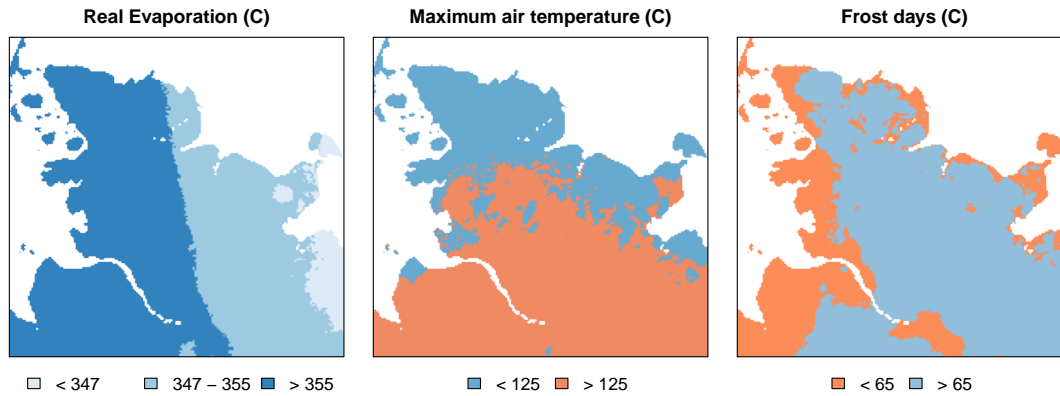 Real Evaporation (C) Maximum air temperature (C) Frost days (C)
< 347 347 − 355 > 355 < 125 > 125 < 65 > 65